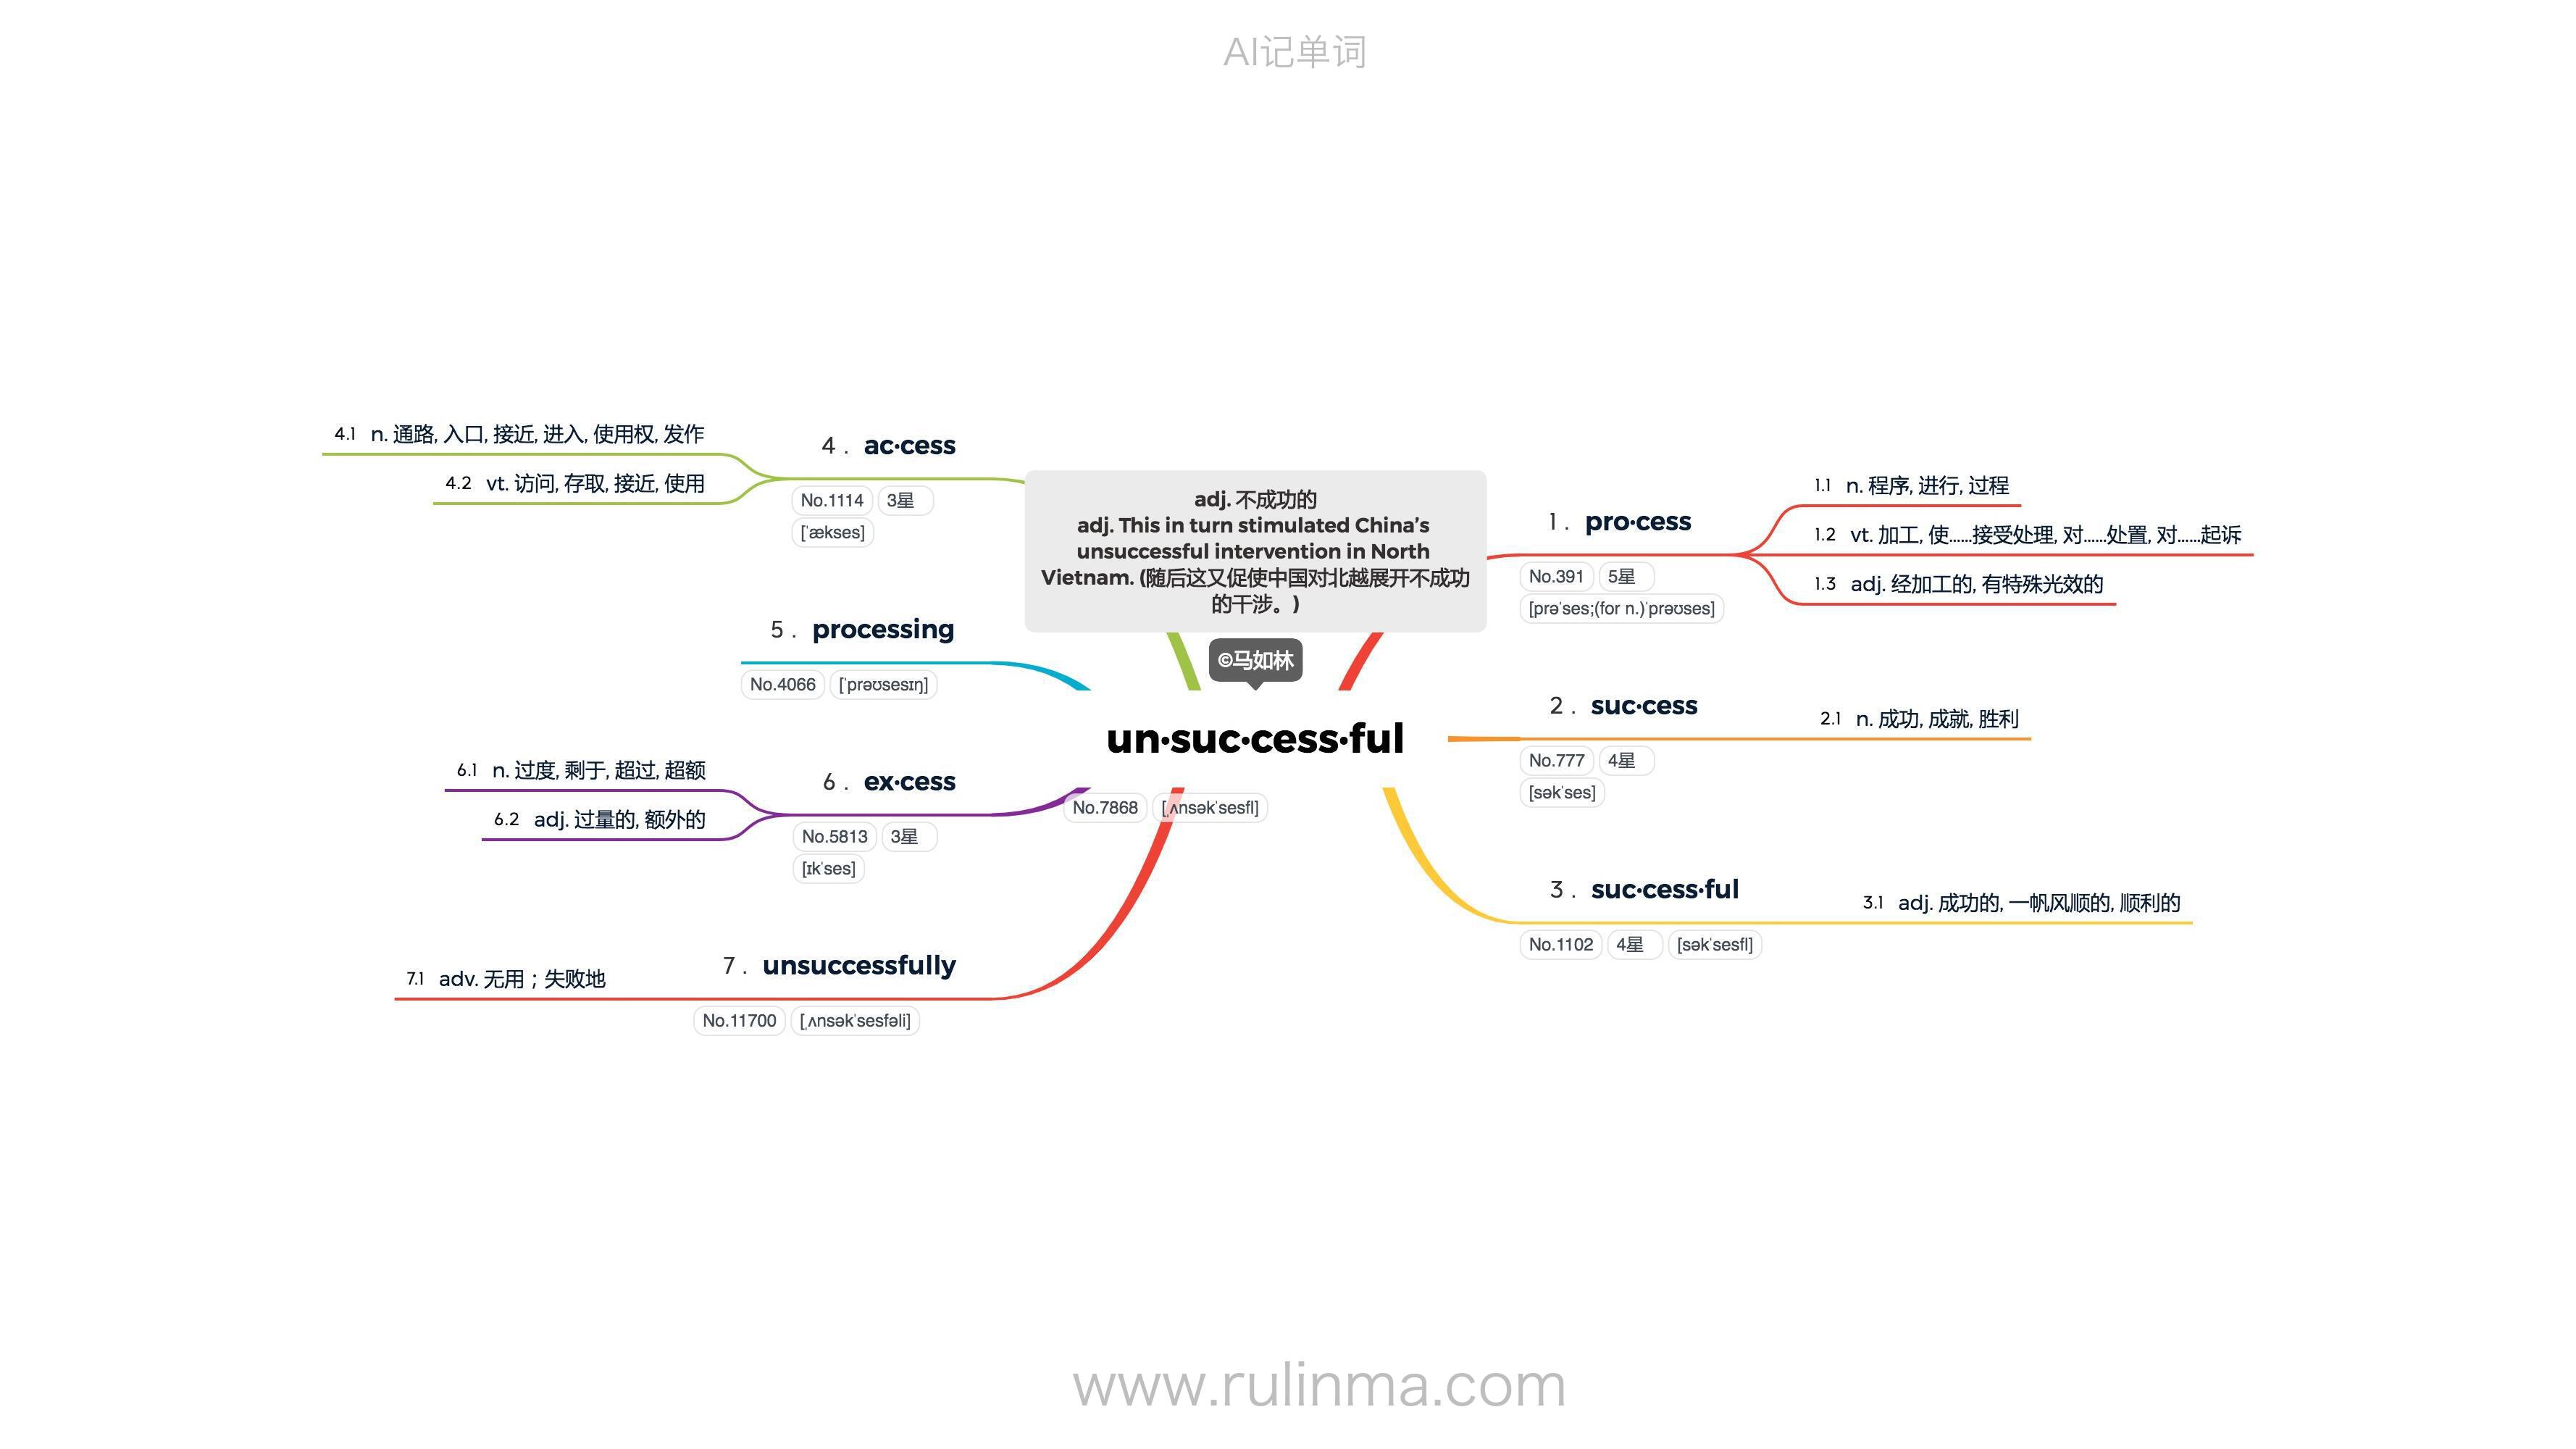 AI记单词
adj. 不成功的
adj. This in turn stimulated China’s
unsuccessful intervention in North
Vietnam. (随后这又促使中国对北越展开不成功
的干涉。)
©马如林
un·suc·cess·ful
No.7868 [ˌʌnsəkˈsesfl]
1 . pro·cess
No.391 5星
[prəˈses;(for n.)ˈprəʊses]
1.1 n. 程序, 进行, 过程
1.2 vt. 加工, 使……接受处理, 对……处置, 对……起诉
1.3 adj. 经加工的, 有特殊光效的
2 . suc·cess
No.777 4星
[səkˈses]
2.1 n. 成功, 成就, 胜利
3 . suc·cess·ful
No.1102 4星 [səkˈsesfl]
3.1 adj. 成功的, 一帆风顺的, 顺利的
4 . ac·cess
No.1114 3星
[ˈækses]
4.1 n. 通路, 入口, 接近, 进入, 使用权, 发作
4.2 vt. 访问, 存取, 接近, 使用
5 . processing
No.4066 [ˈprəʊsesɪŋ]
6 . ex·cess
No.5813 3星
[ɪkˈses]
6.1 n. 过度, 剩于, 超过, 超额
6.2 adj. 过量的, 额外的
7 . unsuccessfully
No.11700 [ˌʌnsəkˈsesfəli]
7.1 adv. 无用；失败地
www.rulinma.com